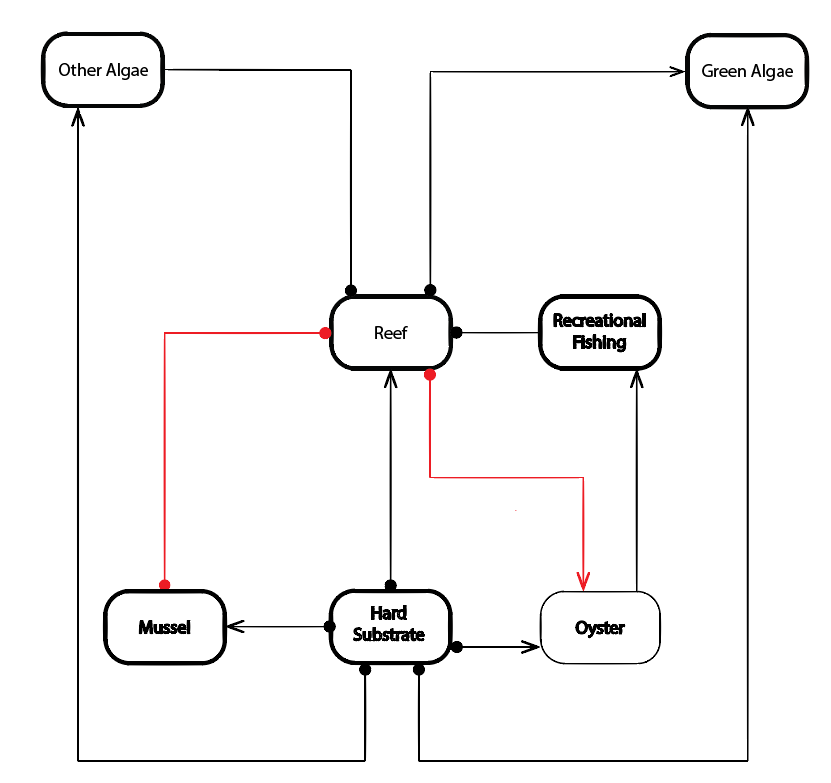 Other Algae
Green Algae
Reef
Recreational
Fishing
Mussel
Hard
Substrate
Oyster